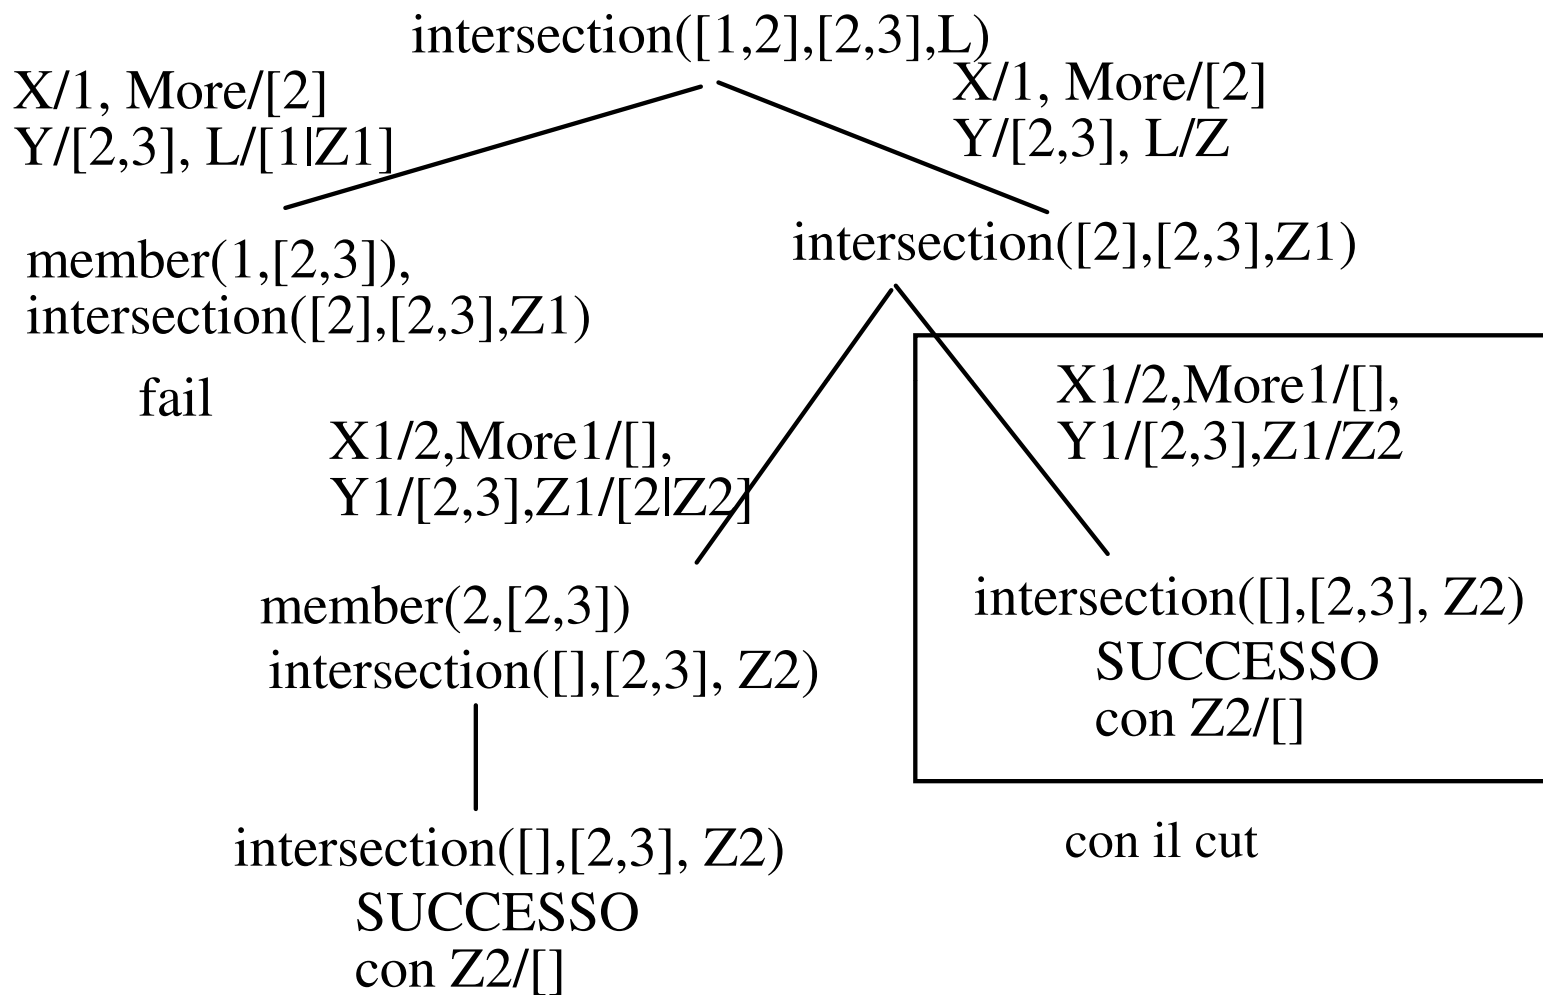 intersection([1,2],[2,3],L)
X/1, More/[2]
Y/[2,3], L/[1|Z1]
X/1, More/[2]
Y/[2,3], L/Z
member(1,[2,3]),
intersection([2],[2,3],Z1)
fail
intersection([2],[2,3],Z1)
X1/2,More1/[],
Y1/[2,3],Z1/[2|Z2]
X1/2,More1/[],
Y1/[2,3],Z1/Z2
member(2,[2,3])
intersection([],[2,3], Z2)
intersection([],[2,3], Z2)
SUCCESSO
con Z2/[]
intersection([],[2,3], Z2)
SUCCESSO
con Z2/[]
con il cut